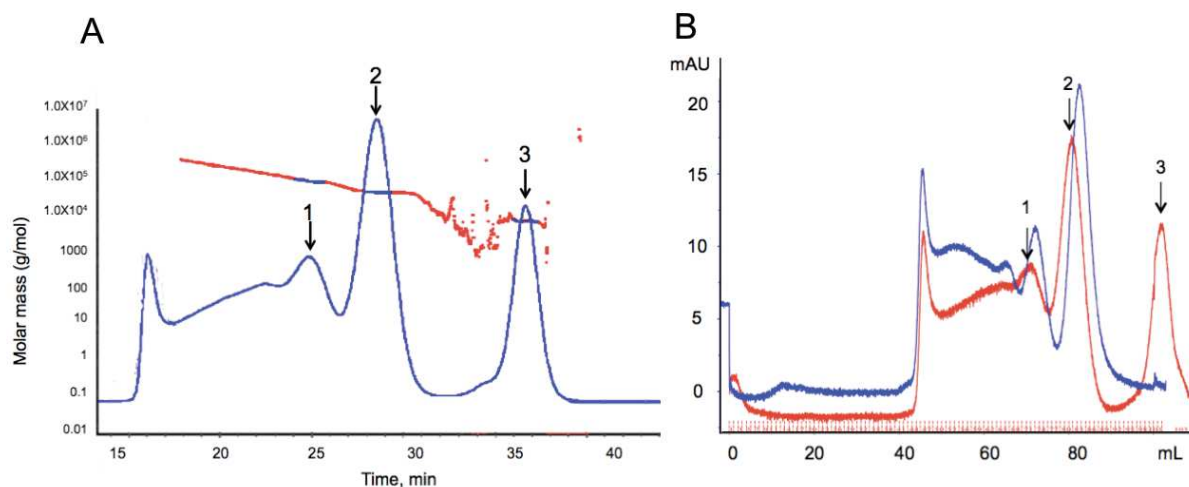 A
1.0X10⁷
1.0X10⁶
1.0X10⁵
1.0X10⁴
1000
100
10
1
0.1
0.01
Molar mass (g/mol)
1
2
3
15 20 25 30 35 40
Time, min
B
mAU
20
15
10
5
0
1
2
3
0 20 40 60 80 mL